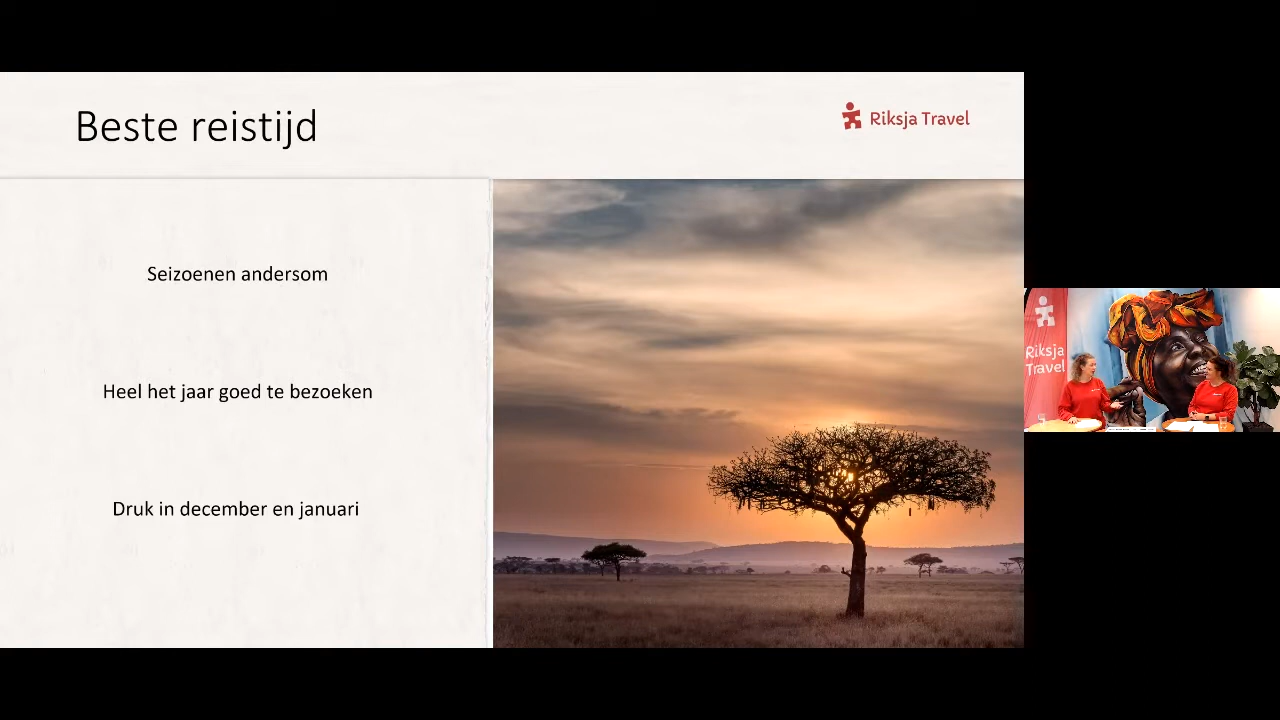 Beste reistijd
Riksja Travel
Seizoenen andersom
Heel het jaar goed te bezoeken
Druk in december en januari
Riksja
Travel